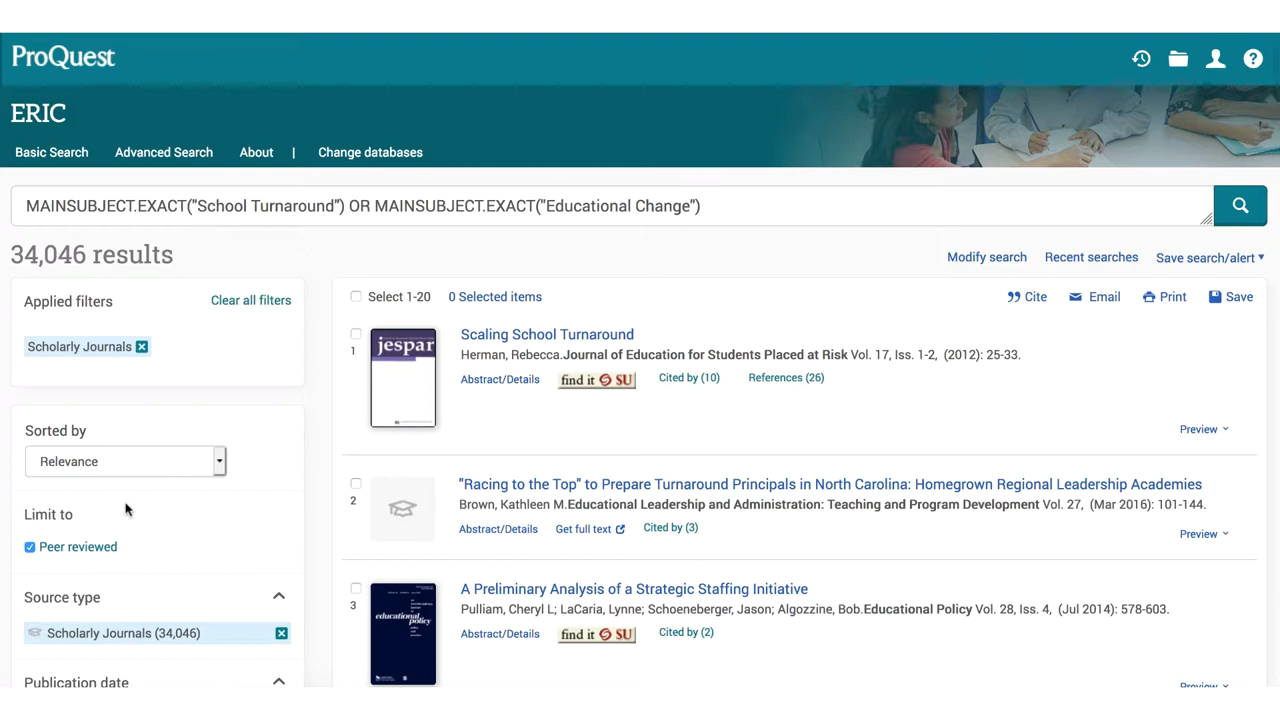 ProQuest
ERIC
Basic Search Advanced Search About | Change databases
MAINSUBJECT.EXACT("School Turnaround") OR MAINSUBJECT.EXACT("Educational Change")
34,046 results
Modify search Recent searches Save search/alert
Applied filters Clear all filters
Scholarly Journals
Sorted by
Relevance
Limit to
Peer reviewed
Source type
Scholarly Journals (34,046)
Publication date
Select 1-20 0 Selected items Cite Email Print Save
1
jespar
Scaling School Turnaround
Herman, Rebecca.Journal of Education for Students Placed at Risk Vol. 17, Iss. 1-2, (2012): 25-33.
Abstract/Details find it SU Cited by (10) References (26)
Preview
2
"Racing to the Top" to Prepare Turnaround Principals in North Carolina: Homegrown Regional Leadership Academies
Brown, Kathleen M.Educational Leadership and Administration: Teaching and Program Development Vol. 27, (Mar 2016): 101-144.
Abstract/Details Get full text Cited by (3)
Preview
3
educational
policy
A Preliminary Analysis of a Strategic Staffing Initiative
Pulliam, Cheryl L; LaCaria, Lynne; Schoeneberger, Jason; Algozzine, Bob.Educational Policy Vol. 28, Iss. 4, (Jul 2014): 578-603.
Abstract/Details find it SU Cited by (2)
Preview